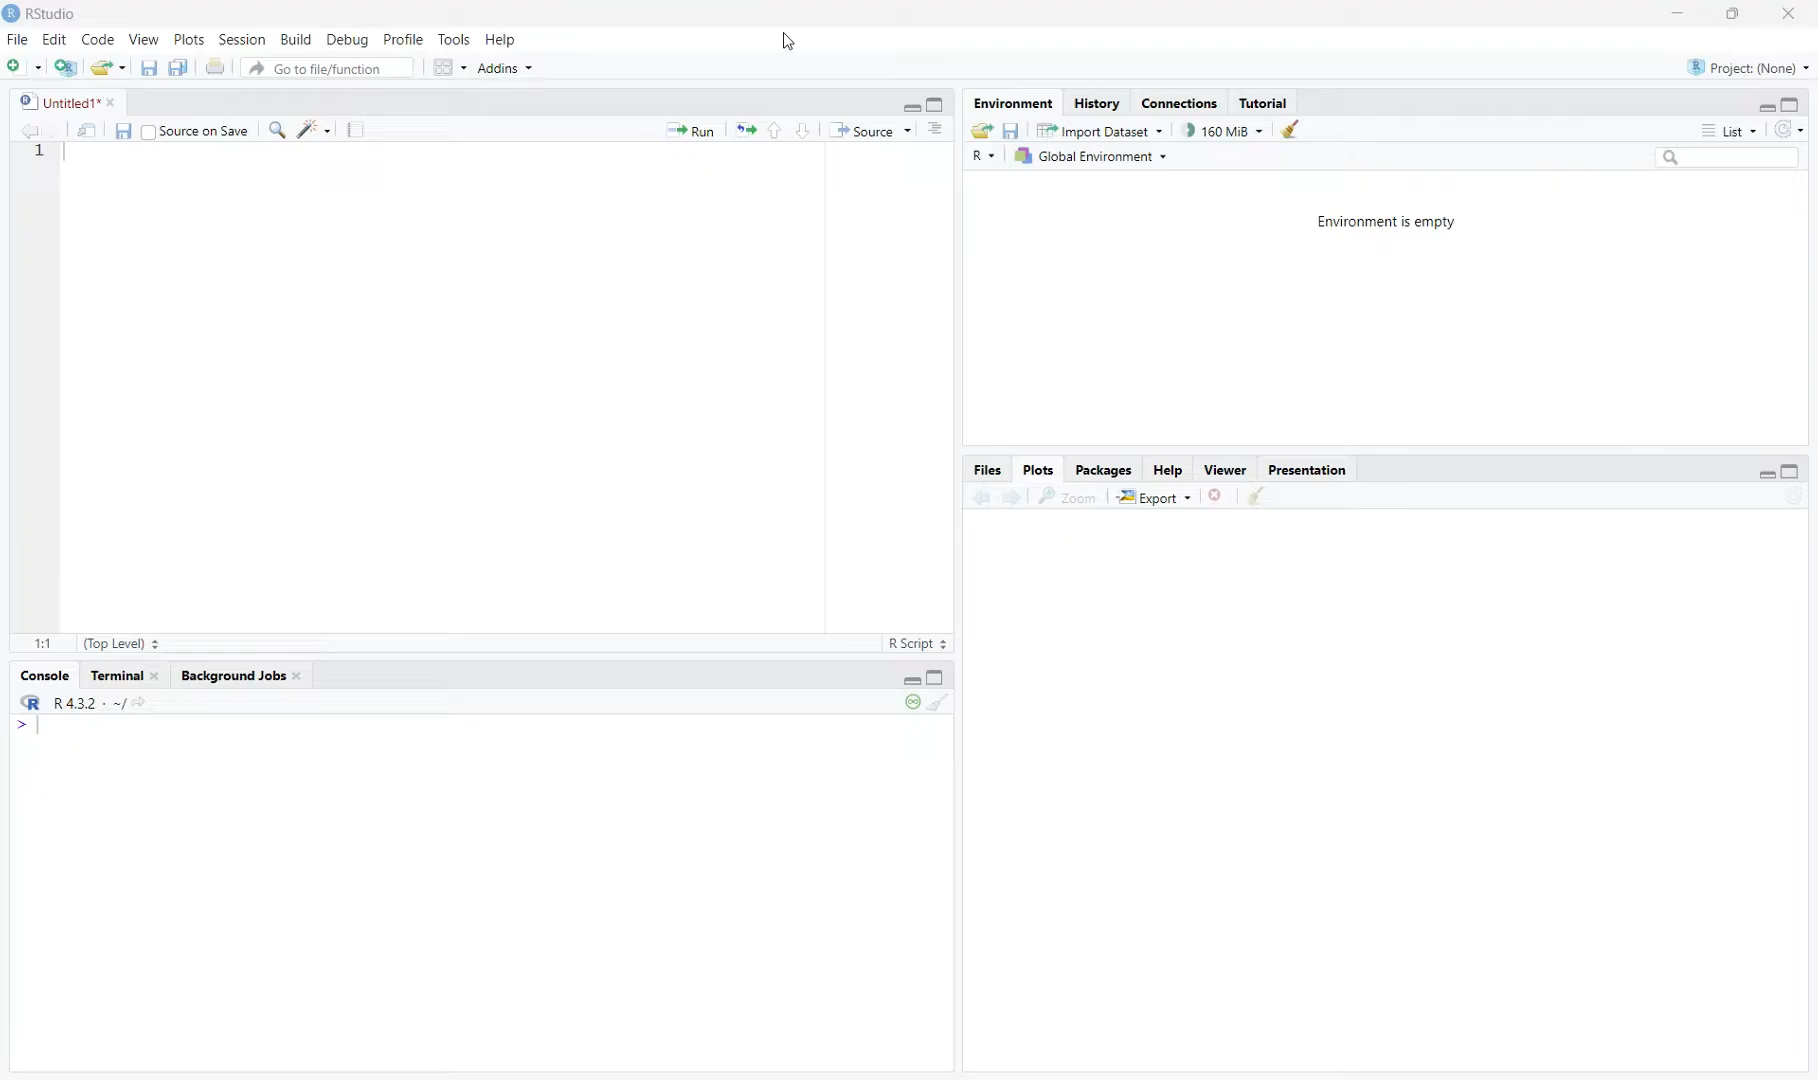 RStudio
File Edit Code View Plots Session Build Debug Profile Tools Help
Go to file/function Addins Project: (None)
Untitled1*
Source on Save Run Source
1
1:1 (Top Level) R Script
Console Terminal Background Jobs
R 4.3.2 · ~/
>
Environment History Connections Tutorial
Import Dataset 160 MiB List
R Global Environment
Environment is empty
Files Plots Packages Help Viewer Presentation
Zoom Export